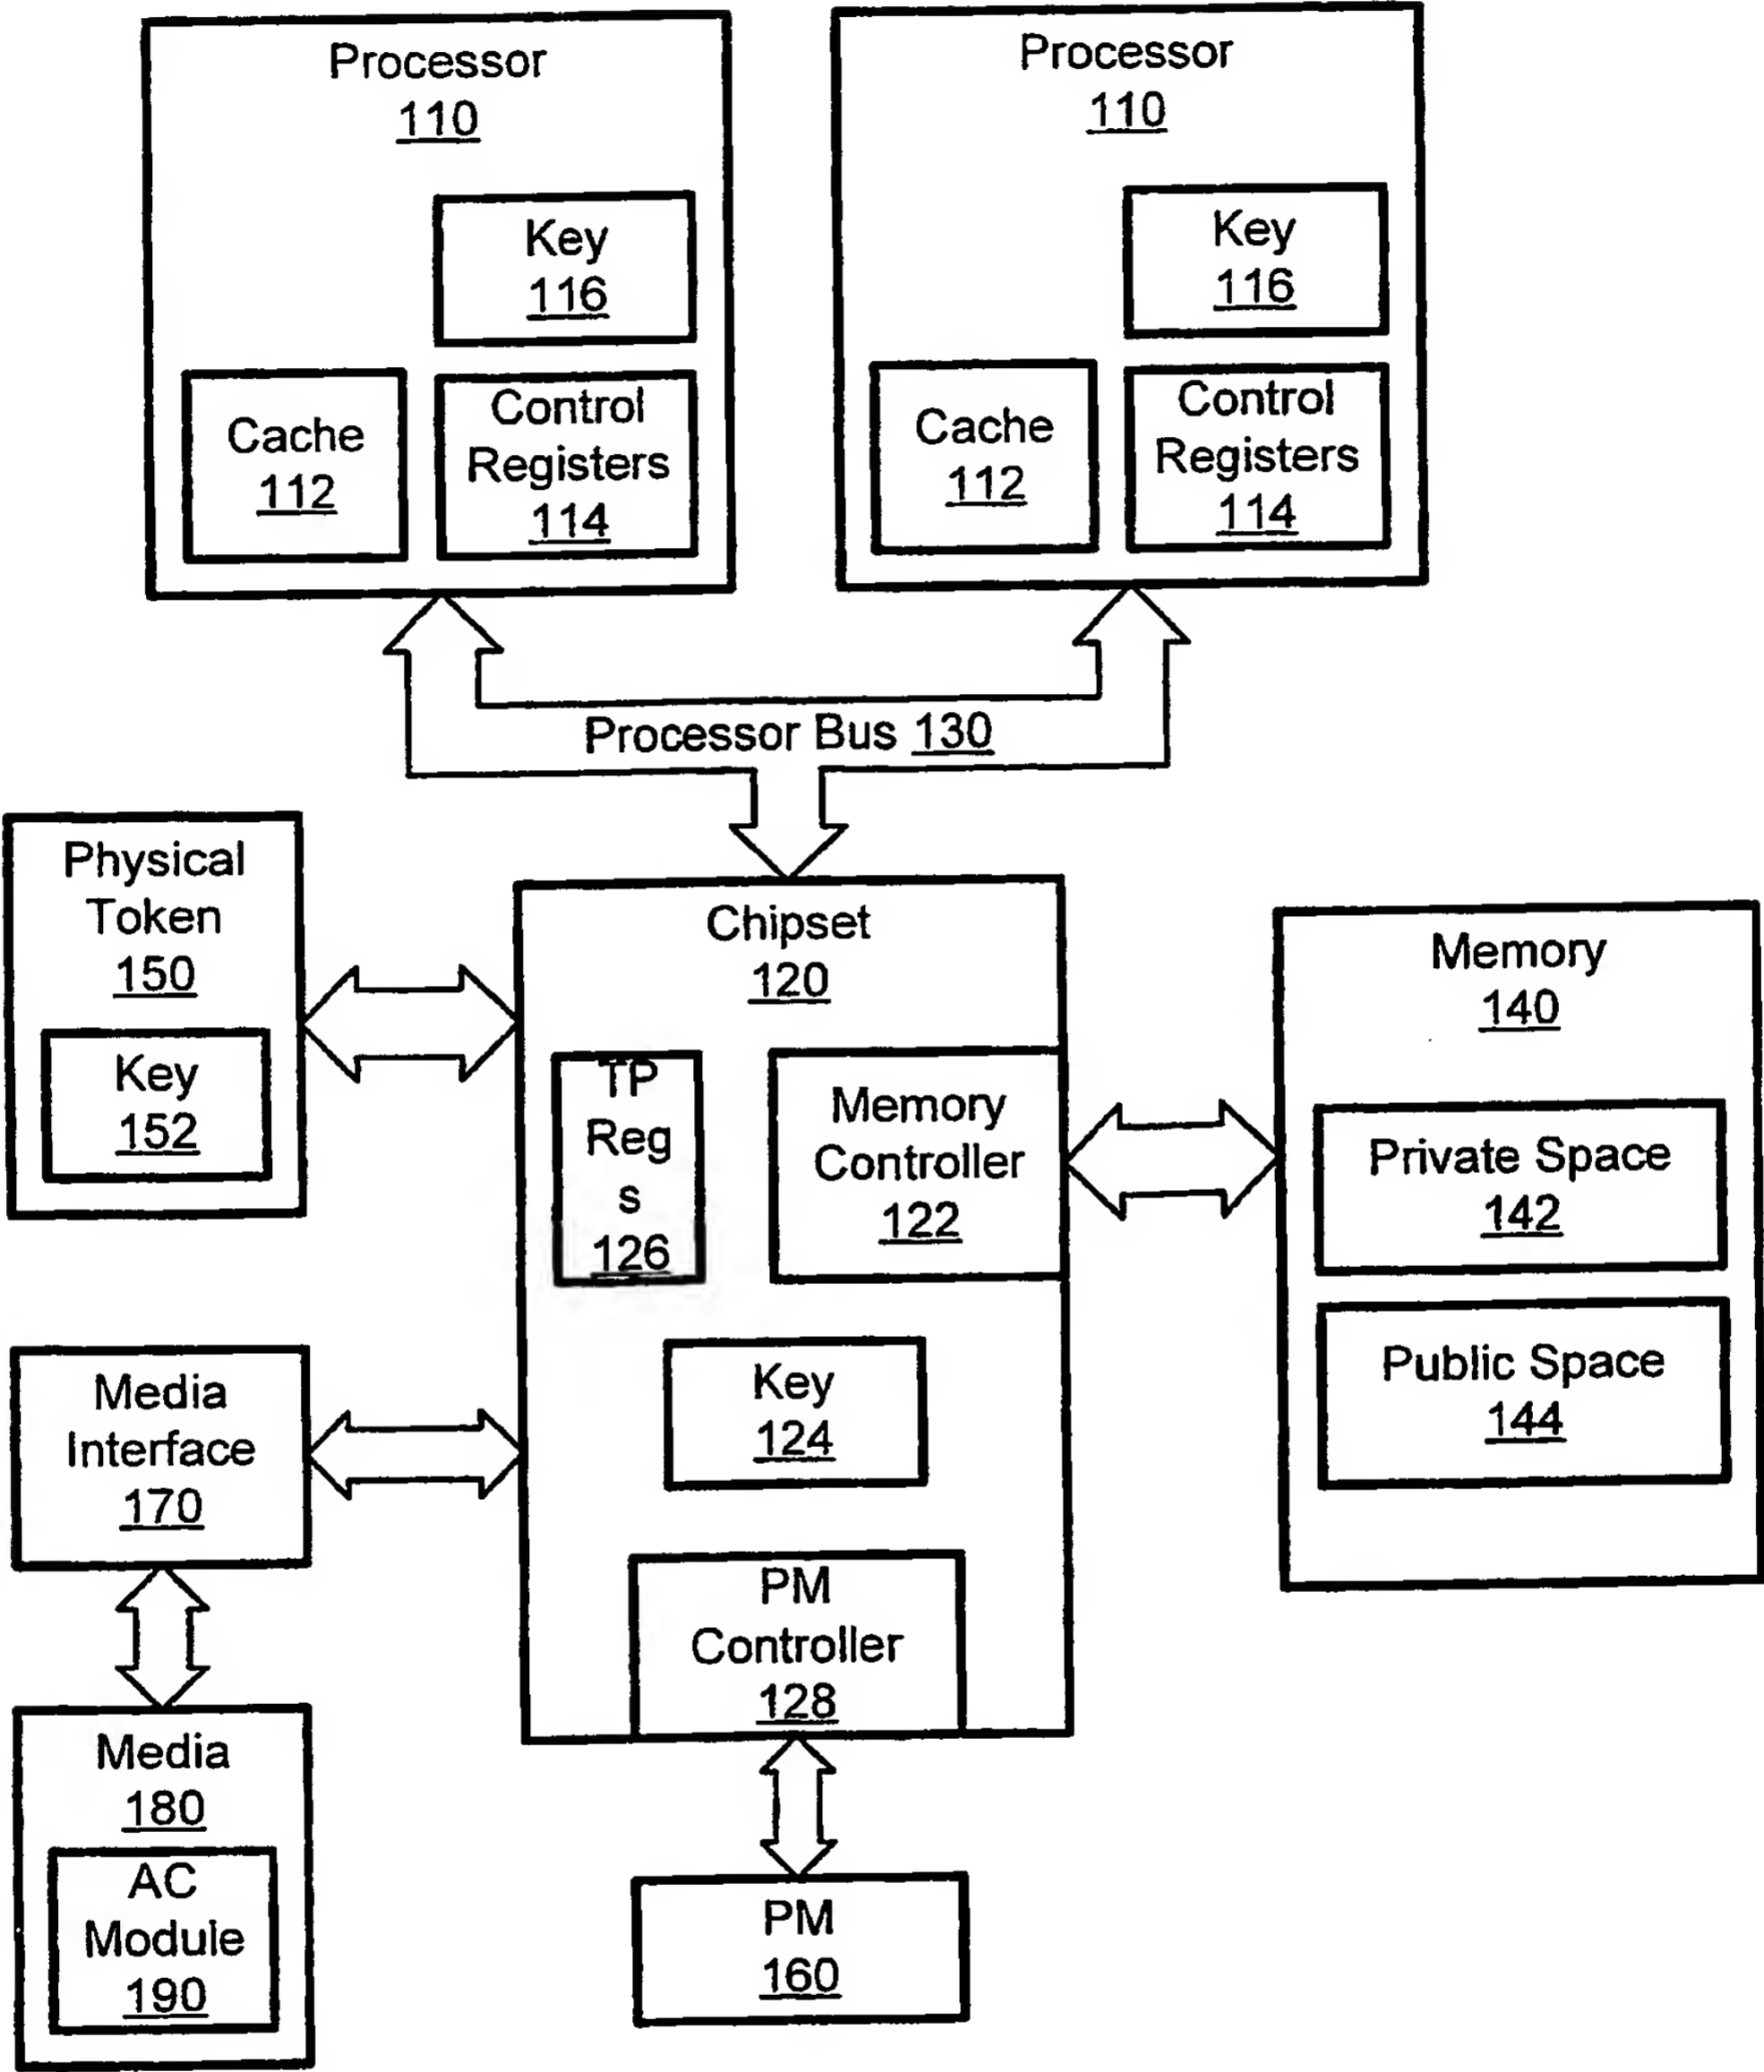 Processor
110
Key
116
Cache
112
Control
Registers
114
Processor
110
Key
116
Cache
112
Control
Registers
114
Processor Bus 130
Physical
Token
150
Key
152
Chipset
120
TP
Reg
s
126
Memory
Controller
122
Key
124
PM
Controller
128
Memory
140
Private Space
142
Public Space
144
Media
Interface
170
Media
180
AC
Module
190
PM
160